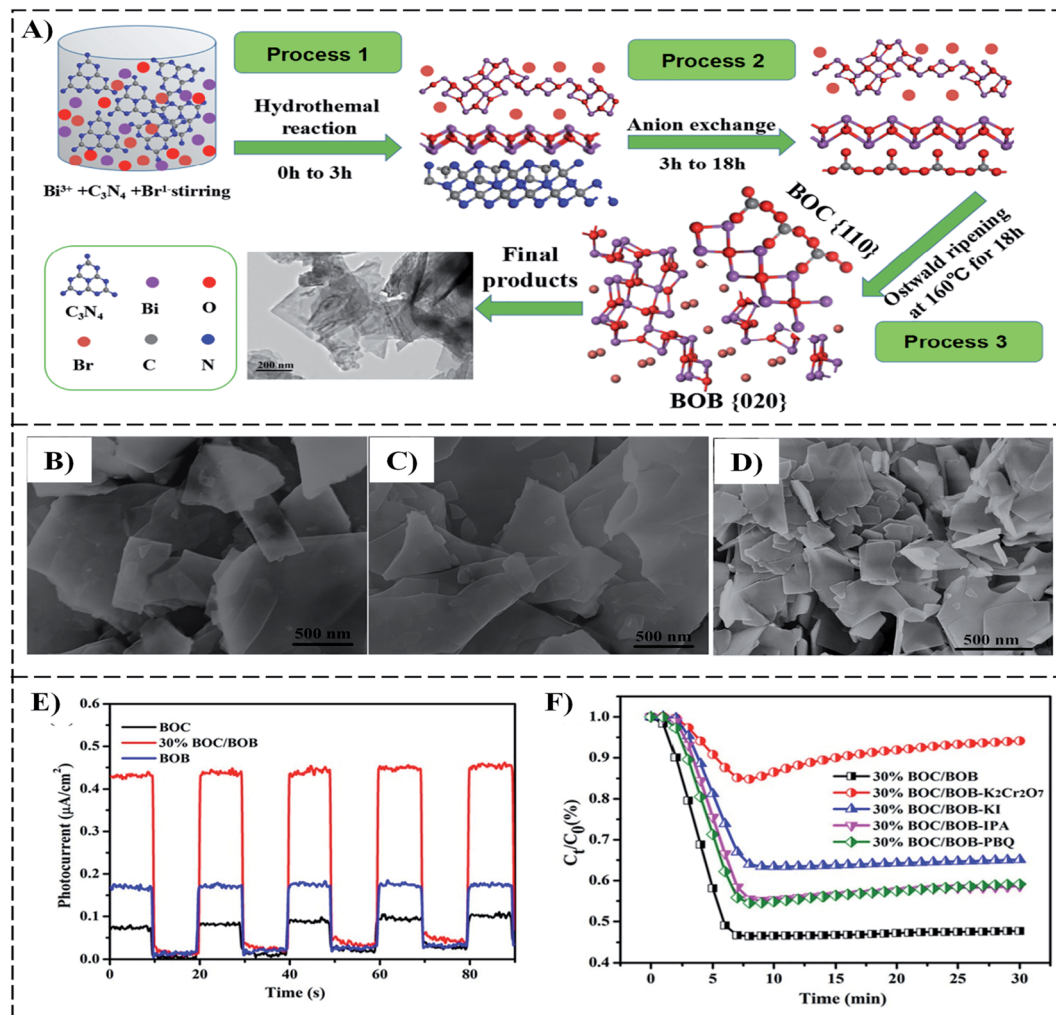 A)
Process 1
Hydrothemal
reaction
0h to 3h
Process 2
Anion exchange
3h to 18h
Bi³⁺ +C₃N₄ +Br¹⁻stirring
BOC {110}
Ostwald ripening
at 160℃ for 18h
Process 3
Final
products
C₃N₄
Bi
O
Br
C
N
200 nm
BOB {020}
B)
500 nm
C)
500 nm
D)
500 nm
E)
BOC
30% BOC/BOB
BOB
Photocurrent (μA/cm²)
0.6
0.5
0.4
0.3
0.2
0.1
0.0
0 20 40 60 80
Time (s)
F)
30% BOC/BOB
30% BOC/BOB-K₂Cr₂O₇
30% BOC/BOB-KI
30% BOC/BOB-IPA
30% BOC/BOB-PBQ
Cₜ/C₀(%)
1.0
0.9
0.8
0.7
0.6
0.5
0.4
0 5 10 15 20 25 30
Time (min)